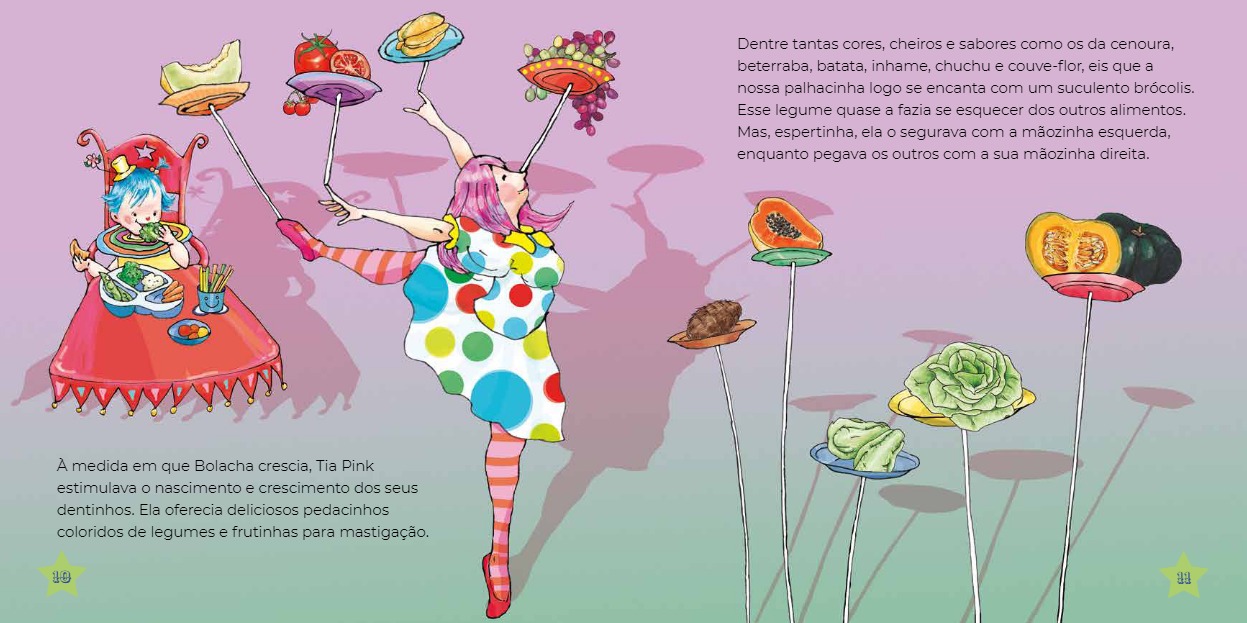 À medida em que Bolacha crescia, Tia Pink
estimulava o nascimento e crescimento dos seus
dentinhos. Ela oferecia deliciosos pedacinhos
coloridos de legumes e frutinhas para mastigação.
10
Dentre tantas cores, cheiros e sabores como os da cenoura,
beterraba, batata, inhame, chuchu e couve-flor, eis que a
nossa palhacinha logo se encanta com um suculento brócolis.
Esse legume quase a fazia se esquecer dos outros alimentos.
Mas, espertinha, ela o segurava com a mãozinha esquerda,
enquanto pegava os outros com a sua mãozinha direita.
11